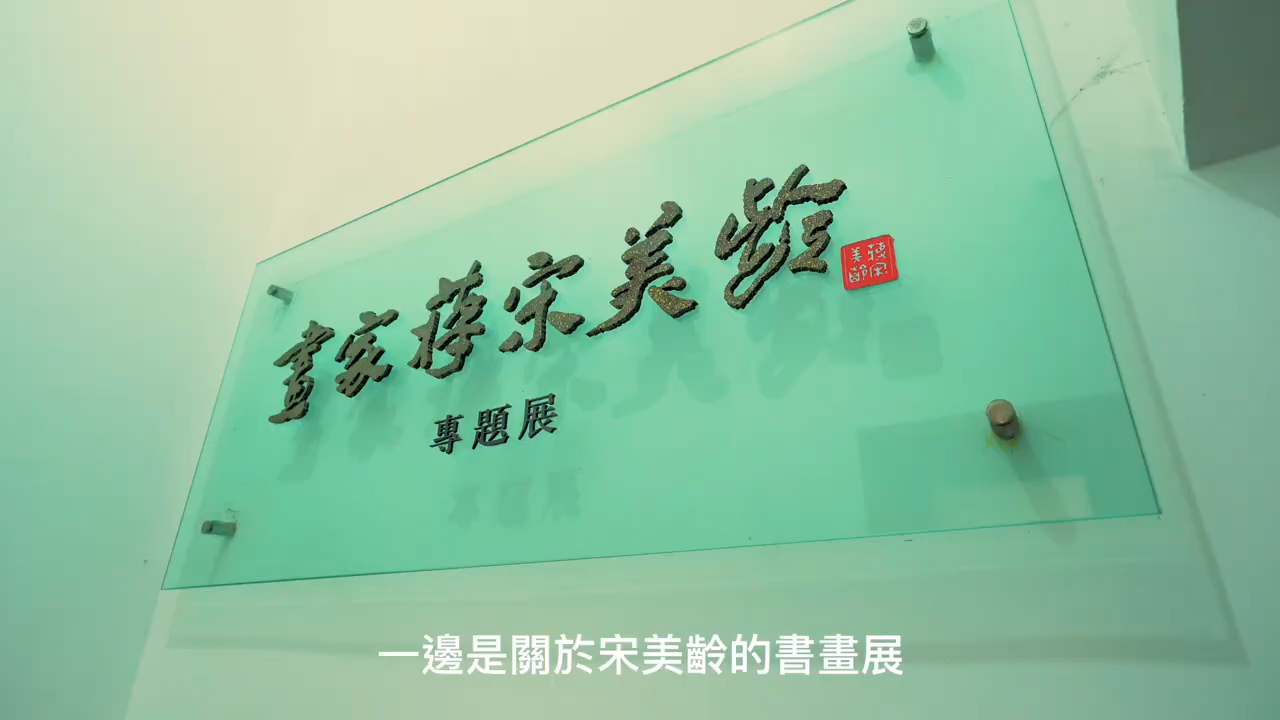 畫家蔣宋美齡
專題展
一邊是關於宋美齡的書畫展